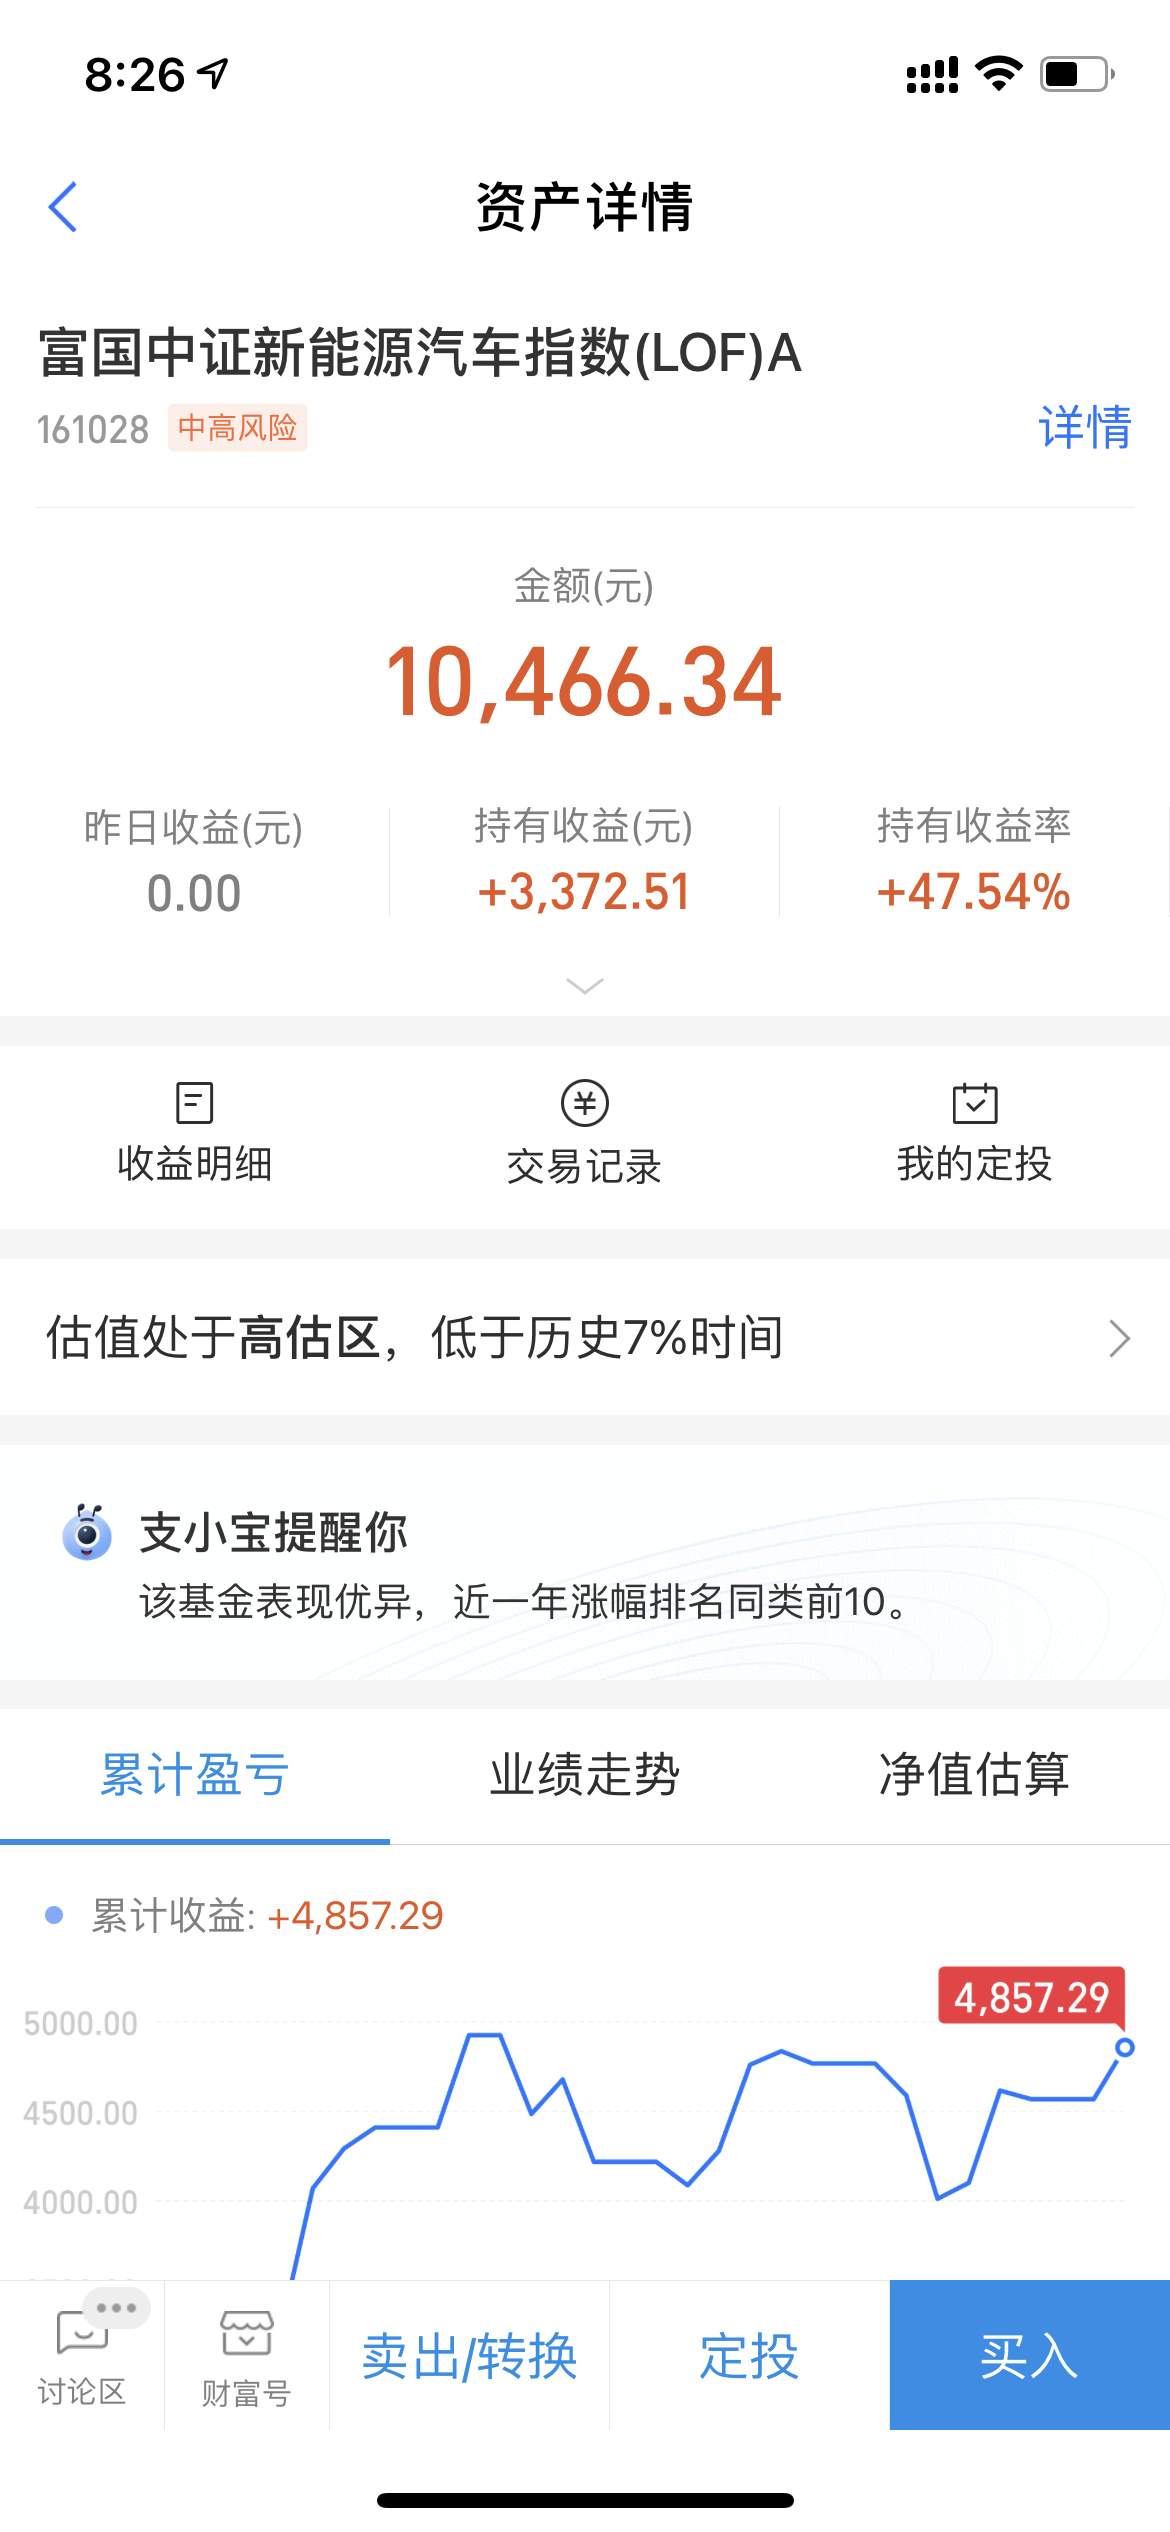 8:26
资产详情
富国中证新能源汽车指数(LOF)A
161028 中高风险 详情
金额(元)
10,466.34
昨日收益(元) 持有收益(元) 持有收益率
0.00 +3,372.51 +47.54%
收益明细 交易记录 我的定投
估值处于高估区，低于历史7%时间
支小宝提醒你
该基金表现优异，近一年涨幅排名同类前10。
累计盈亏 业绩走势 净值估算
累计收益: +4,857.29
4,857.29
5000.00
4500.00
4000.00
讨论区 财富号 卖出/转换 定投 买入